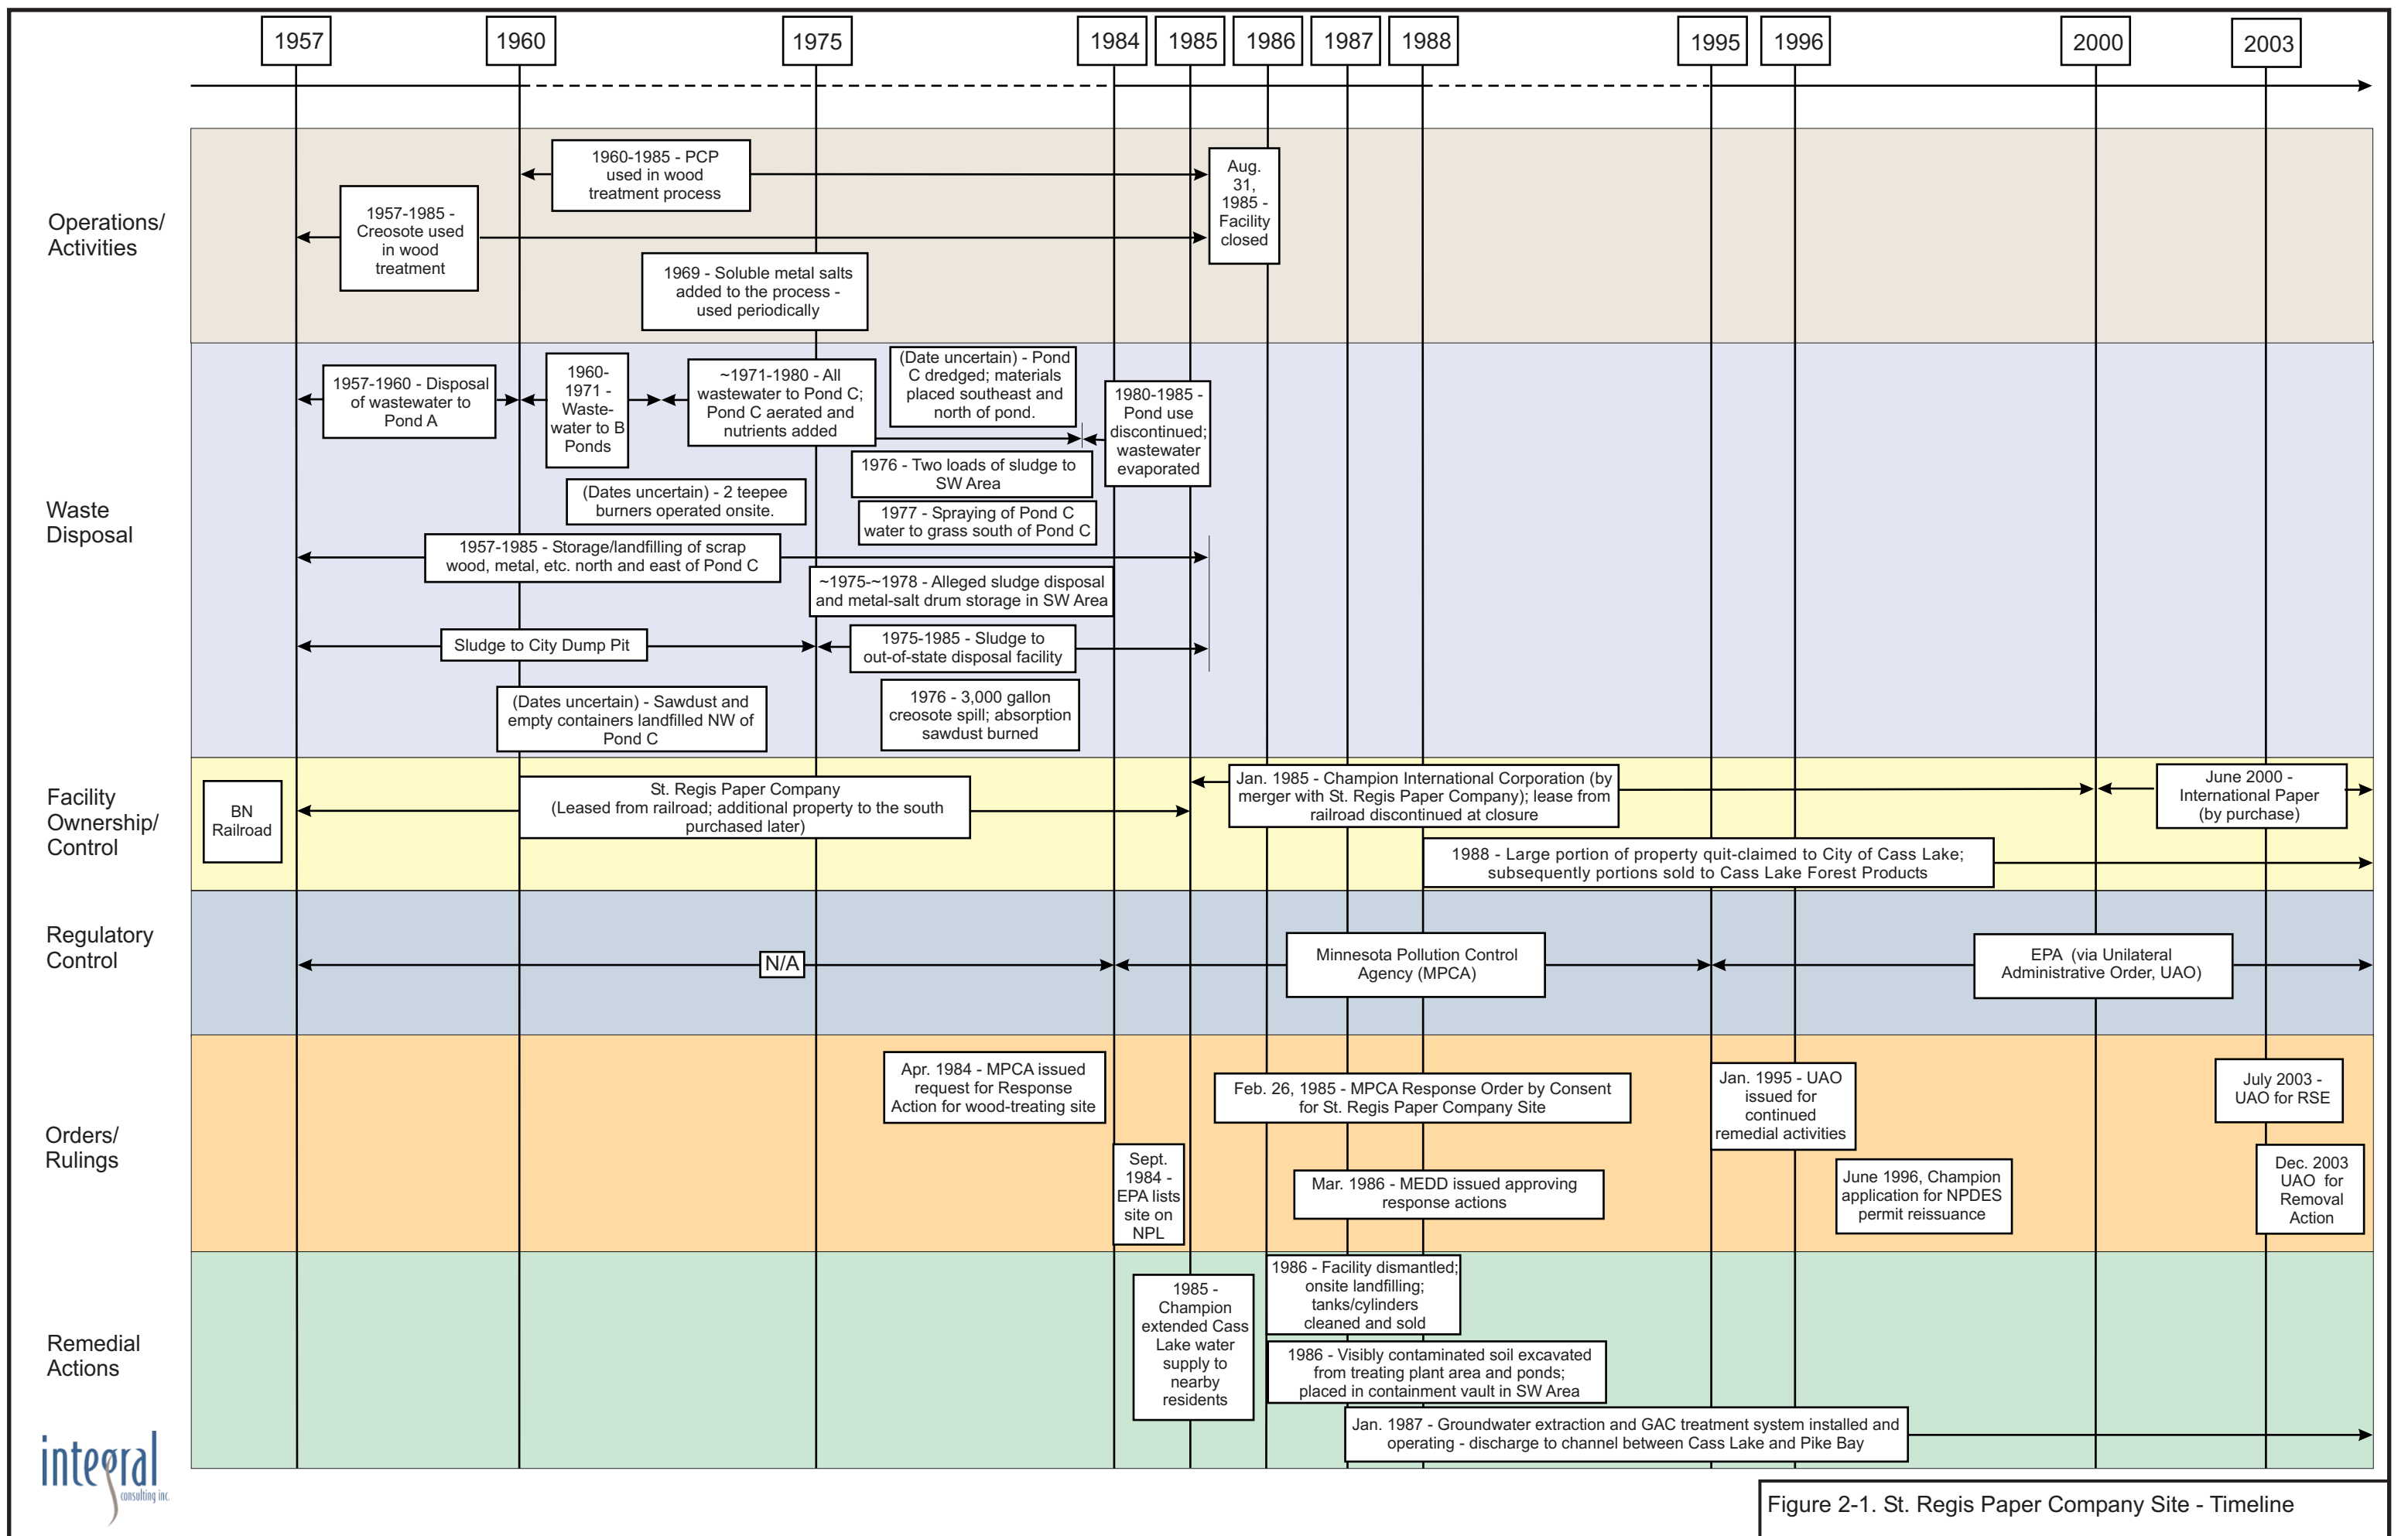 1957
1960
1975
1984
1985
1986
1987
1988
1995
1996
2000
2003
Operations/
Activities
1960-1985 - PCP
used in wood
treatment process
1957-1985 -
Creosote used
in wood
treatment
1969 - Soluble metal salts
added to the process -
used periodically
Aug.
31,
1985 -
Facility
closed
Waste
Disposal
1957-1960 - Disposal
of wastewater to
Pond A
1960-
1971 -
Waste-
water to B
Ponds
~1971-1980 - All
wastewater to Pond C;
Pond C aerated and
nutrients added
(Date uncertain) - Pond
C dredged; materials
placed southeast and
north of pond.
1980-1985 -
Pond use
discontinued;
wastewater
evaporated
1976 - Two loads of sludge to
SW Area
(Dates uncertain) - 2 teepee
burners operated onsite.
1977 - Spraying of Pond C
water to grass south of Pond C
1957-1985 - Storage/landfilling of scrap
wood, metal, etc. north and east of Pond C
~1975-~1978 - Alleged sludge disposal
and metal-salt drum storage in SW Area
Sludge to City Dump Pit
1975-1985 - Sludge to
out-of-state disposal facility
(Dates uncertain) - Sawdust and
empty containers landfilled NW of
Pond C
1976 - 3,000 gallon
creosote spill; absorption
sawdust burned
Facility
Ownership/
Control
BN
Railroad
St. Regis Paper Company
(Leased from railroad; additional property to the south
purchased later)
Jan. 1985 - Champion International Corporation (by
merger with St. Regis Paper Company); lease from
railroad discontinued at closure
June 2000 -
International Paper
(by purchase)
1988 - Large portion of property quit-claimed to City of Cass Lake;
subsequently portions sold to Cass Lake Forest Products
Regulatory
Control
N/A
Minnesota Pollution Control
Agency (MPCA)
EPA (via Unilateral
Administrative Order, UAO)
Orders/
Rulings
Apr. 1984 - MPCA issued
request for Response
Action for wood-treating site
Sept.
1984 -
EPA lists
site on
NPL
Feb. 26, 1985 - MPCA Response Order by Consent
for St. Regis Paper Company Site
Mar. 1986 - MEDD issued approving
response actions
Jan. 1995 - UAO
issued for
continued
remedial activities
June 1996, Champion
application for NPDES
permit reissuance
July 2003 -
UAO for RSE
Dec. 2003
UAO for
Removal
Action
Remedial
Actions
1985 -
Champion
extended Cass
Lake water
supply to
nearby
residents
1986 - Facility dismantled;
onsite landfilling;
tanks/cylinders
cleaned and sold
1986 - Visibly contaminated soil excavated
from treating plant area and ponds;
placed in containment vault in SW Area
Jan. 1987 - Groundwater extraction and GAC treatment system installed and
operating - discharge to channel between Cass Lake and Pike Bay
integral
consulting inc.
Figure 2-1. St. Regis Paper Company Site - Timeline